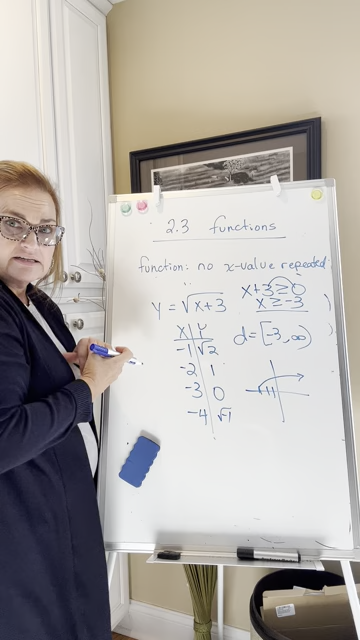 2.3 functions
function: no x-value repeated
y = √x+3
x+3 ≥ 0
x ≥ -3
x y
d = [-3, ∞)
-1 √2
-2 1
-3 0
-4 √-1